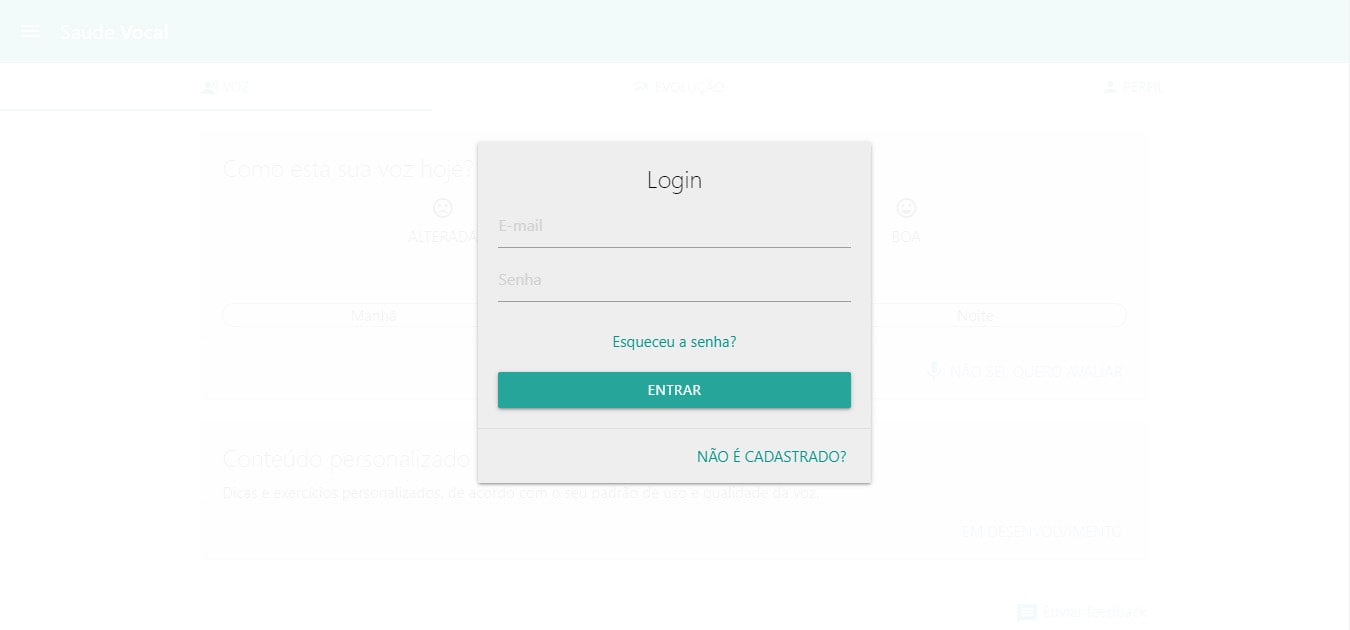 Saúde Vocal
VOZ
EVOLUÇÃO
PERFIL
Como esta sua voz hoje?
ALTERADA
BOA
Manhã
Noite
NÃO SEI, QUERO AVALIAR
Login
E-mail
Senha
Esqueceu a senha?
ENTRAR
NÃO É CADASTRADO?
Conteúdo personalizado
Dicas e exercícios personalizados, de acordo com o seu padrão de uso e qualidade da voz.
EM DESENVOLVIMENTO
Enviar feedback